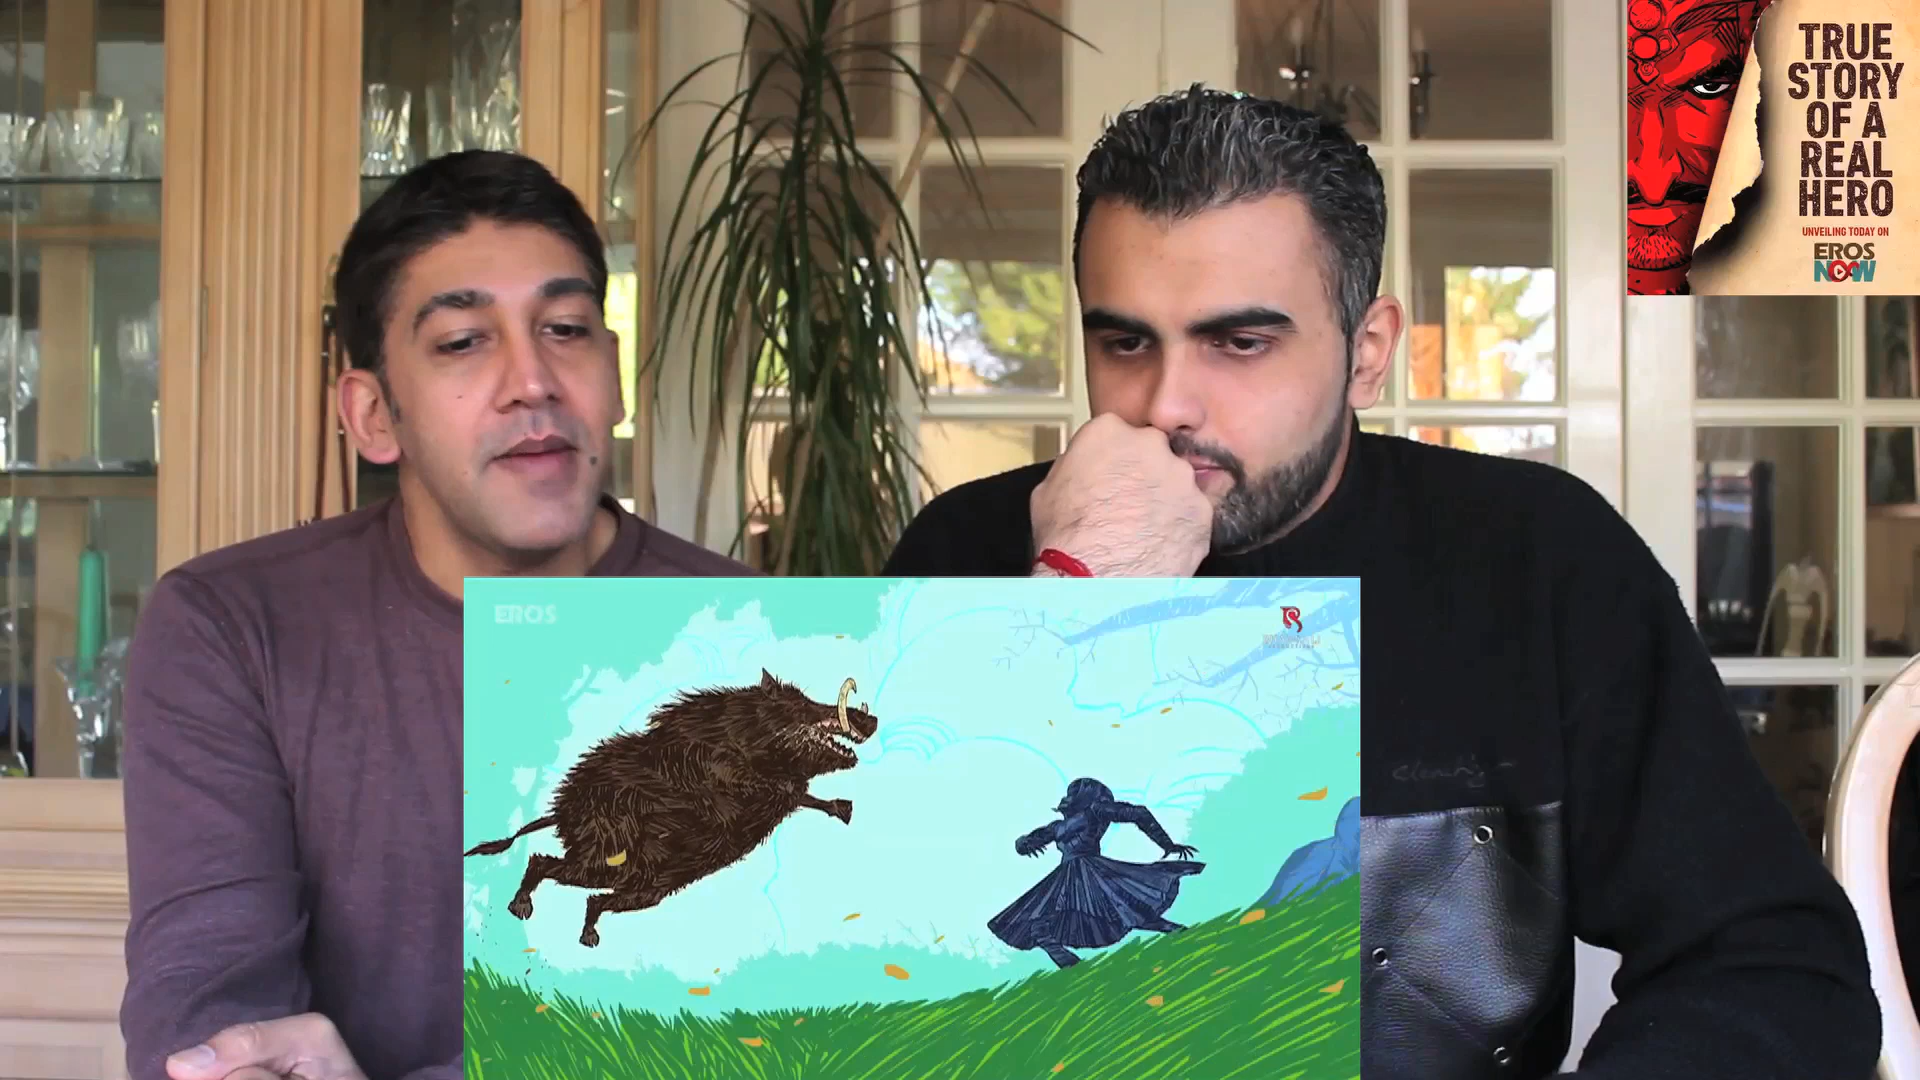 TRUE
STORY
OF A
REAL
HERO
UNVEILING TODAY ON
EROS
NOW
EROS